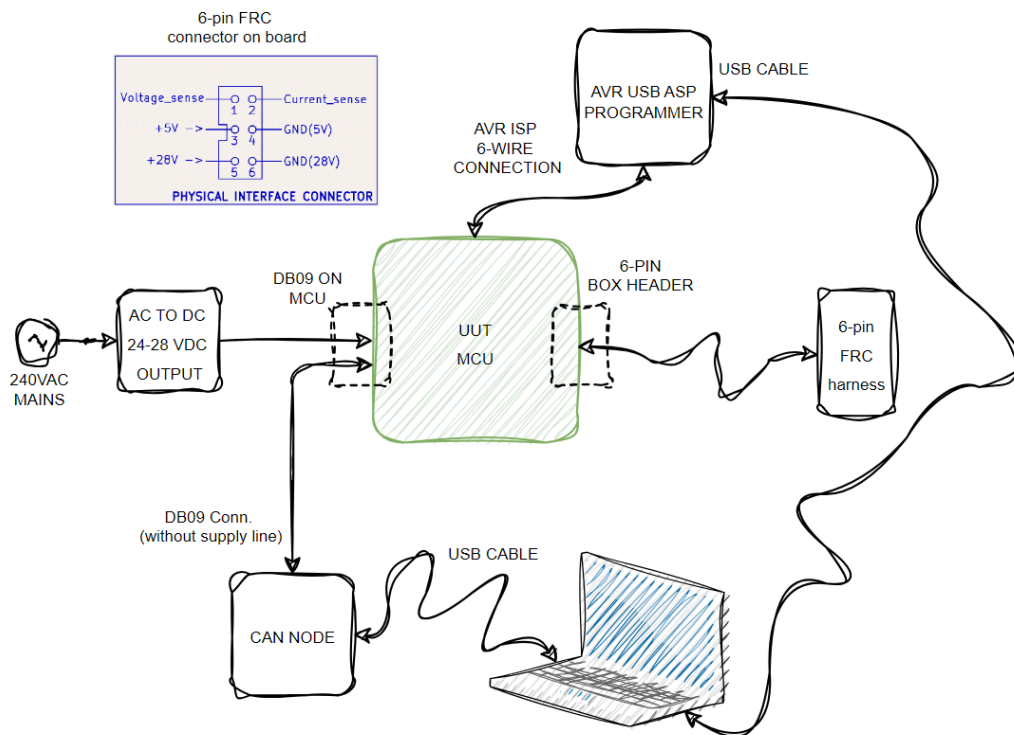 6-pin FRC
connector on board
Voltage_sense
1 2
Current_sense
+5V ->
3 4
GND(5V)
+28V ->
5 6
GND(28V)
PHYSICAL INTERFACE CONNECTOR
AVR USB ASP
PROGRAMMER
USB CABLE
AVR ISP
6-WIRE
CONNECTION
DB09 ON
MCU
6-PIN
BOX HEADER
240VAC
MAINS
AC TO DC
24-28 VDC
OUTPUT
UUT
MCU
6-pin
FRC
harness
DB09 Conn.
(without supply line)
USB CABLE
CAN NODE